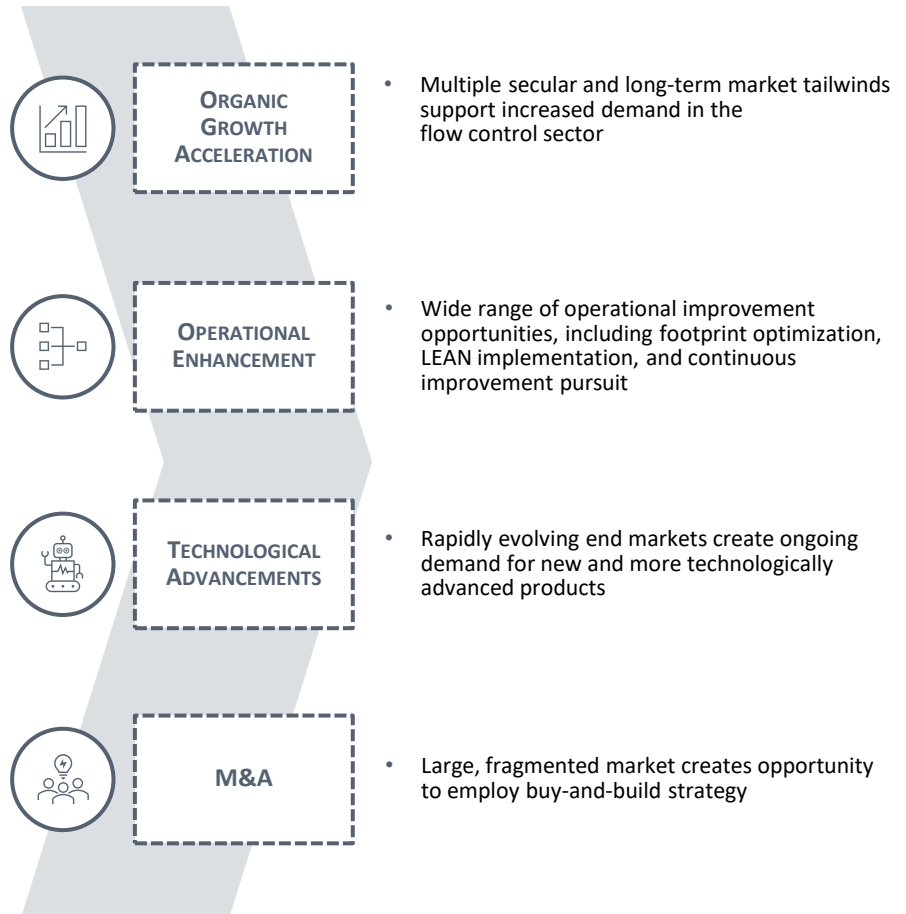 ORGANIC
GROWTH
ACCELERATION
• Multiple secular and long-term market tailwinds
support increased demand in the
flow control sector
OPERATIONAL
ENHANCEMENT
• Wide range of operational improvement
opportunities, including footprint optimization,
LEAN implementation, and continuous
improvement pursuit
TECHNOLOGICAL
ADVANCEMENTS
• Rapidly evolving end markets create ongoing
demand for new and more technologically
advanced products
M&A
• Large, fragmented market creates opportunity
to employ buy-and-build strategy